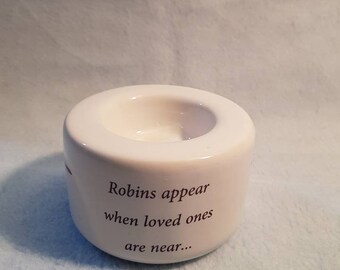 Robins appear
when loved ones
are near...